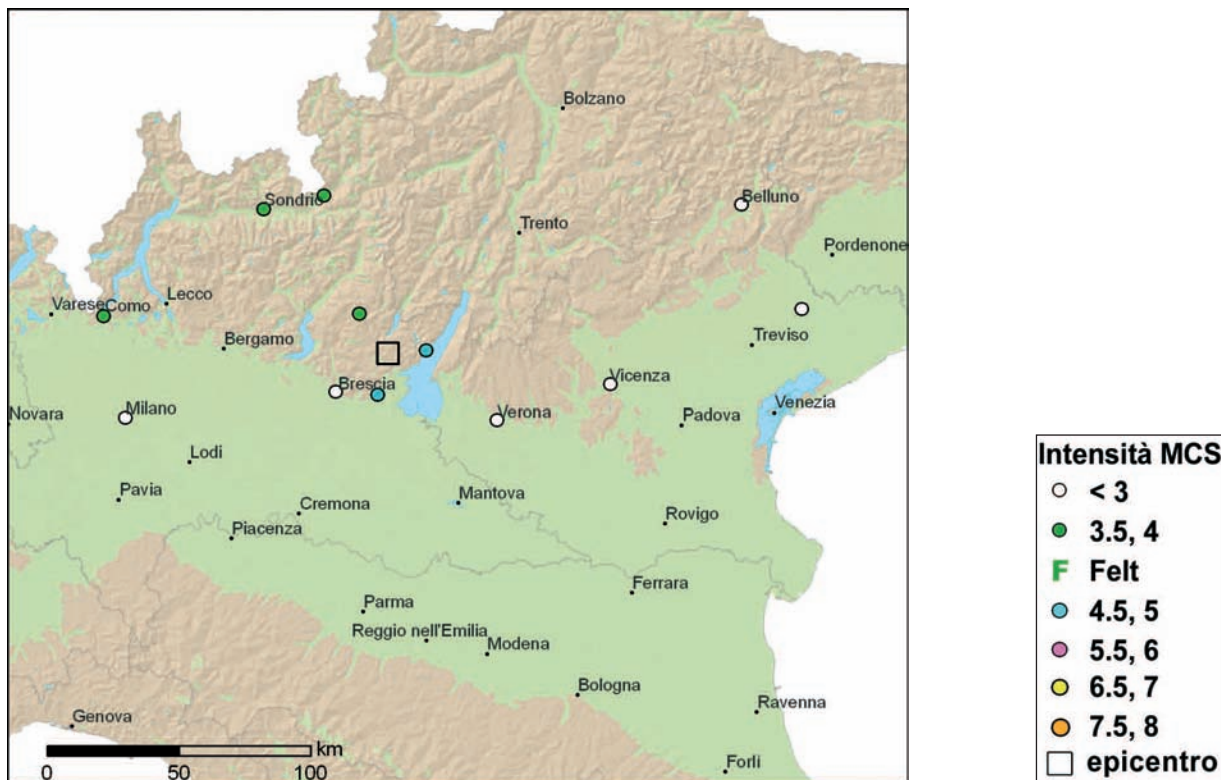 Bolzano
Sondrio
Belluno
Trento
Pordenone
Lecco
Varese
Como
Treviso
Bergamo
Vicenza
Brescia
Venezia
Novara
Milano
Verona
Padova
Lodi
Pavia
Mantova
Cremona
Rovigo
Piacenza
Ferrara
Parma
Reggio nell'Emilia
Modena
Bologna
Ravenna
Genova
km
0 50 100
Forlì
Intensità MCS
< 3
3.5, 4
F Felt
4.5, 5
5.5, 6
6.5, 7
7.5, 8
epicentro